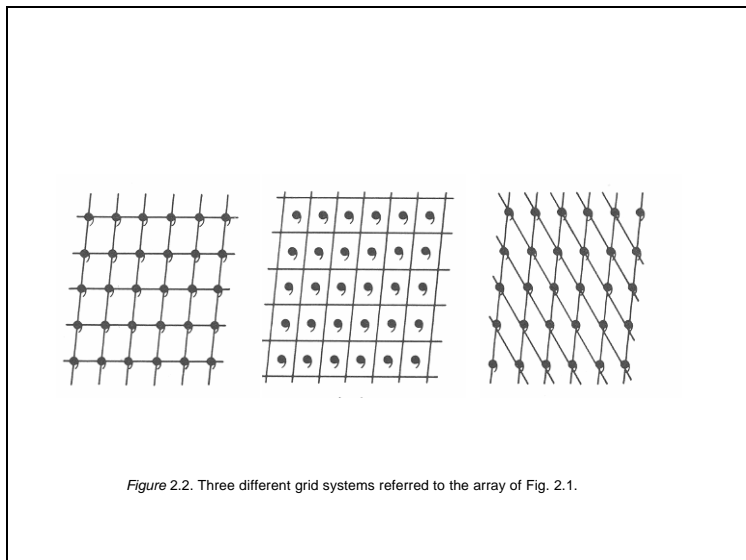 Figure 2.2. Three different grid systems referred to the array of Fig. 2.1.